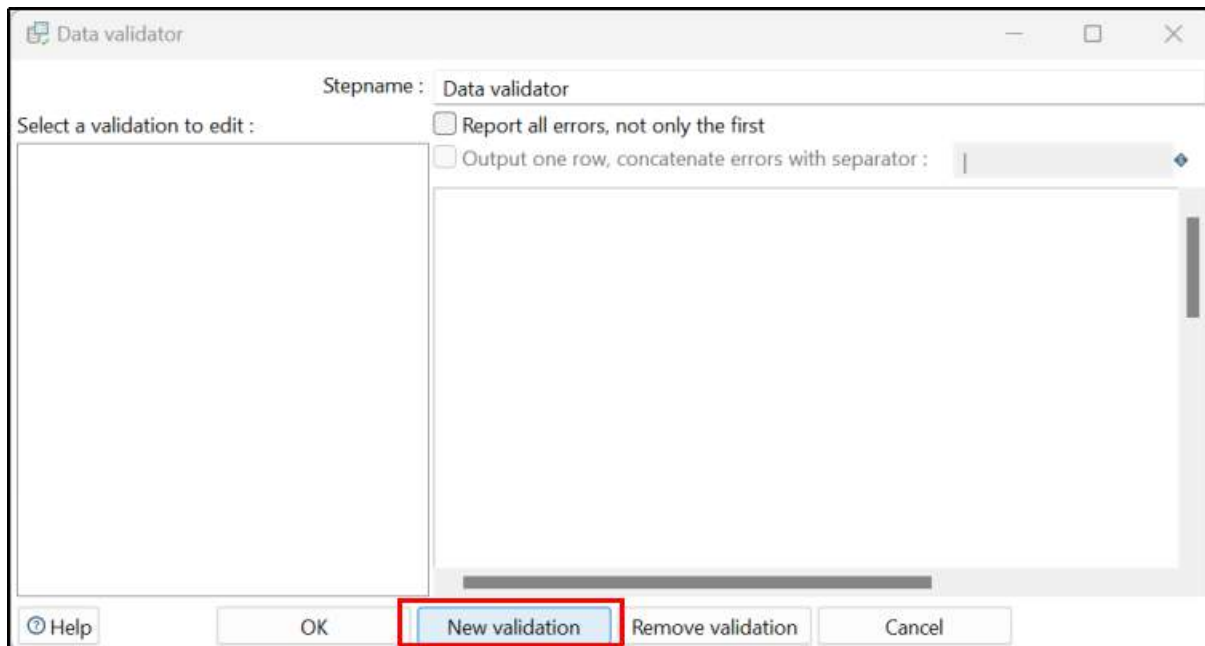 Data validator
Stepname : Data validator
Select a validation to edit :
Report all errors, not only the first
Output one row, concatenate errors with separator : |
Help OK New validation Remove validation Cancel